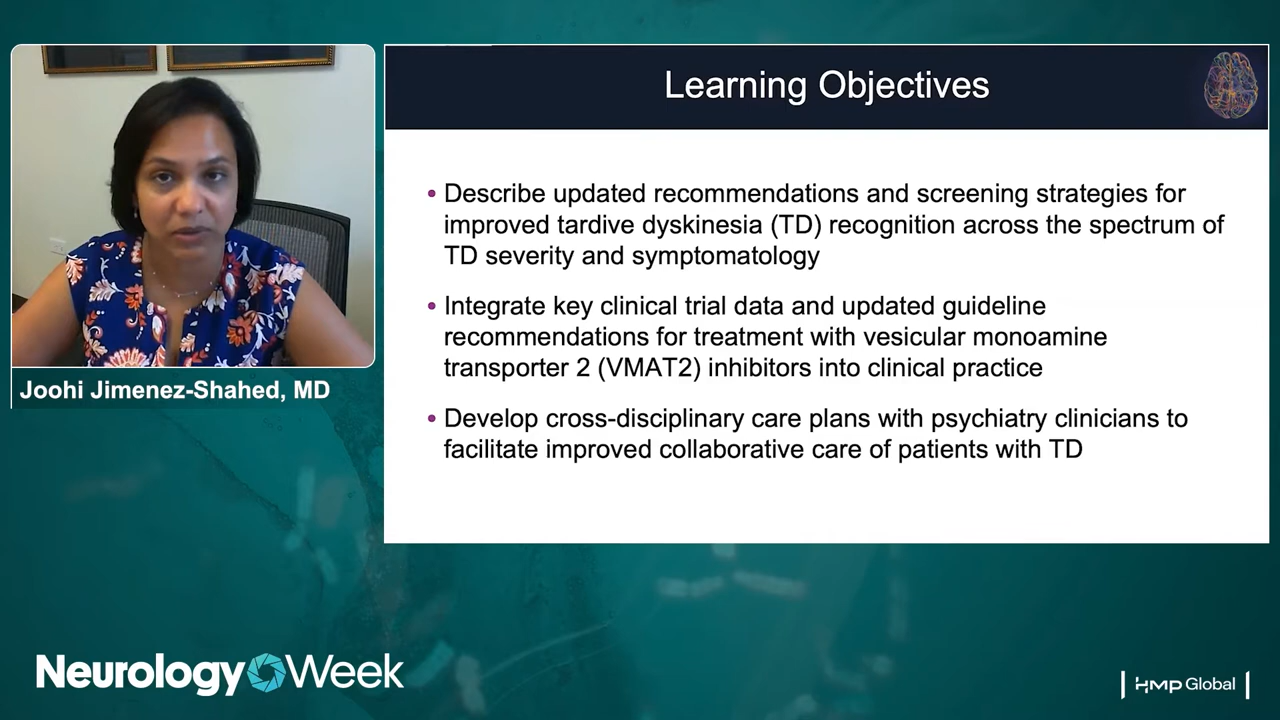 Learning Objectives
• Describe updated recommendations and screening strategies for
improved tardive dyskinesia (TD) recognition across the spectrum of
TD severity and symptomatology
• Integrate key clinical trial data and updated guideline
recommendations for treatment with vesicular monoamine
transporter 2 (VMAT2) inhibitors into clinical practice
• Develop cross-disciplinary care plans with psychiatry clinicians to
facilitate improved collaborative care of patients with TD
Joohi Jimenez-Shahed, MD
Neurology Week
HMP Global